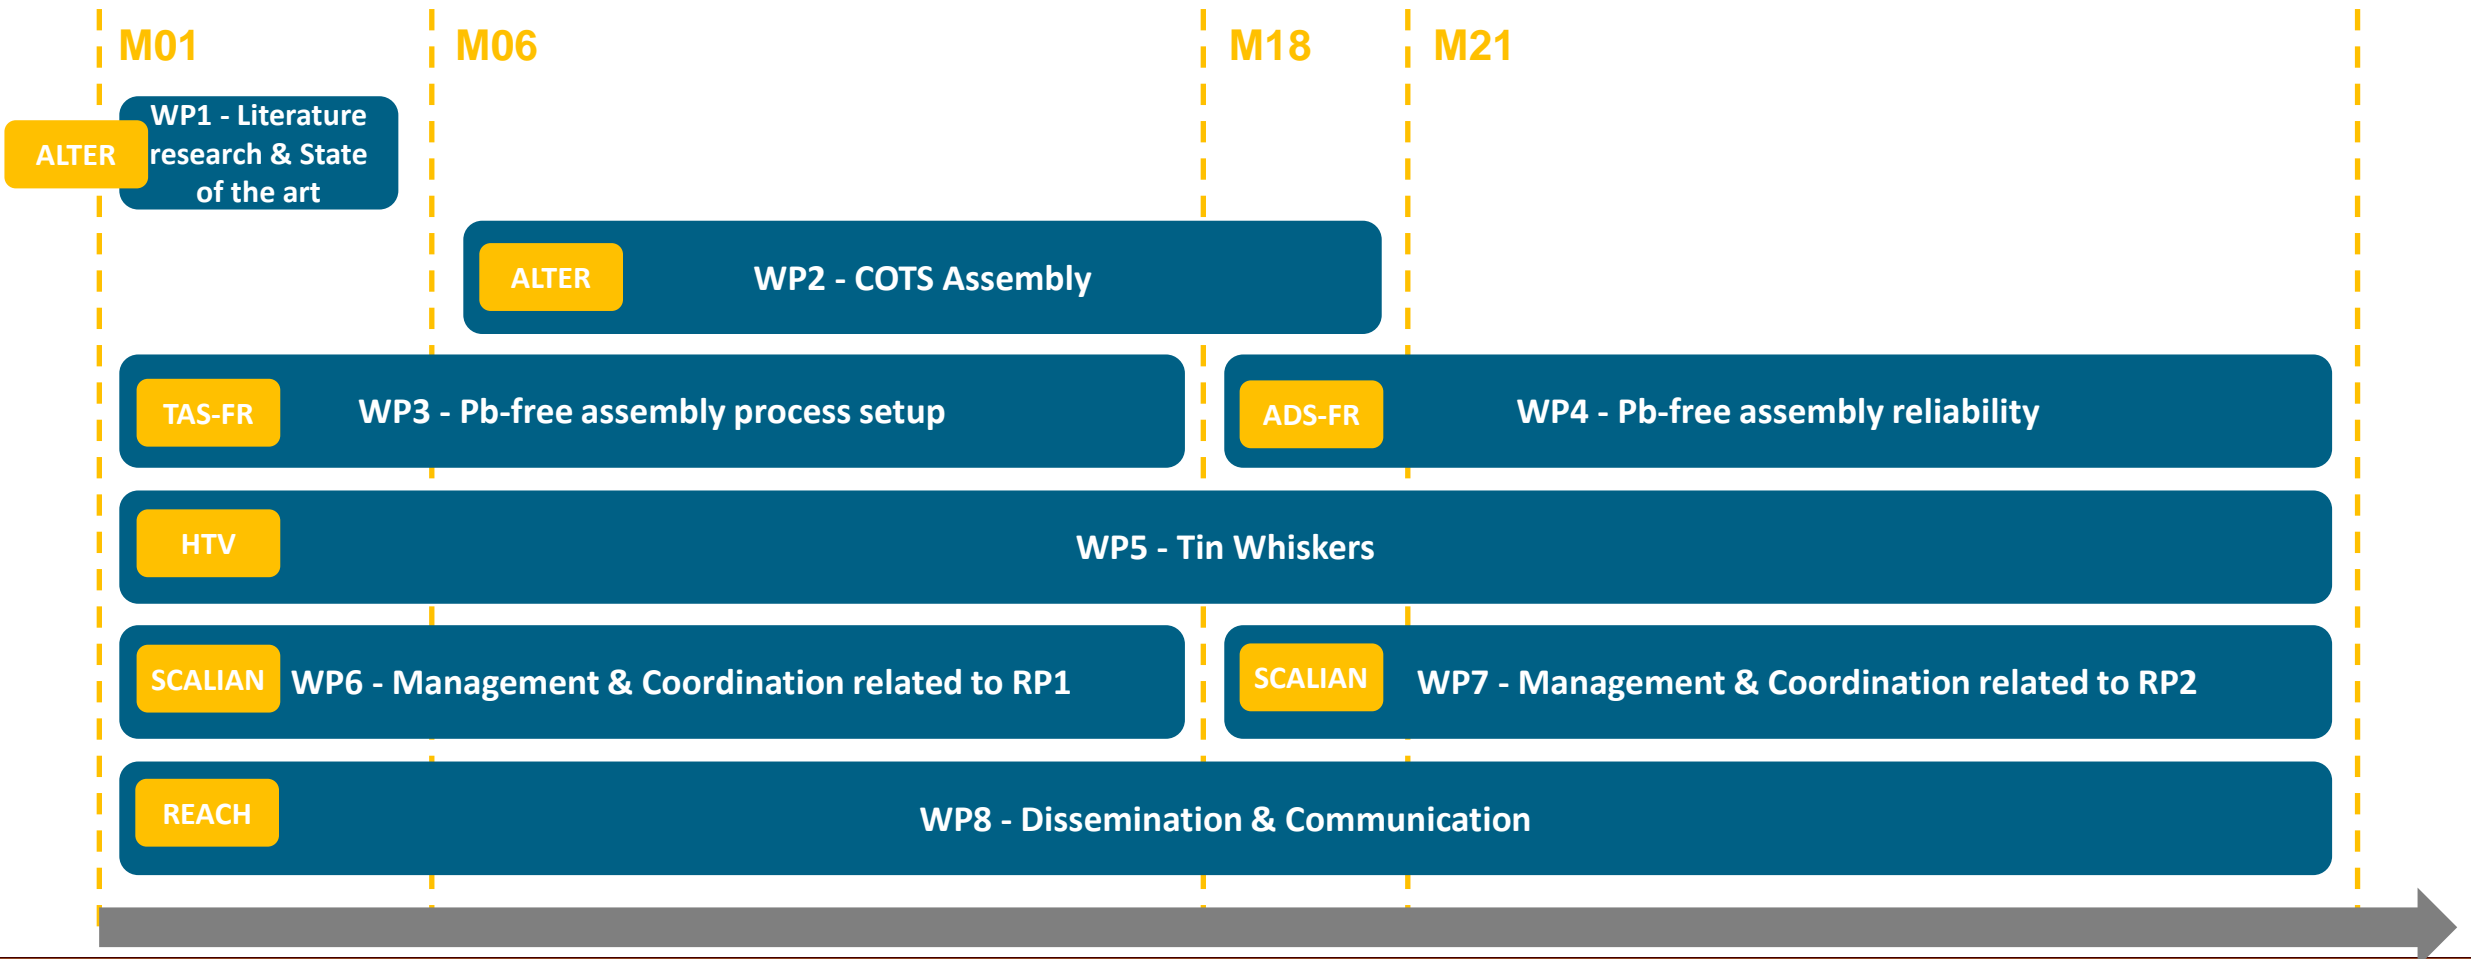 M01
M06
M18
M21
ALTER
WP1 - Literature
research & State
of the art
ALTER
WP2 - COTS Assembly
TAS-FR
WP3 - Pb-free assembly process setup
ADS-FR
WP4 - Pb-free assembly reliability
HTV
WP5 - Tin Whiskers
SCALIAN
WP6 - Management & Coordination related to RP1
SCALIAN
WP7 - Management & Coordination related to RP2
REACH
WP8 - Dissemination & Communication